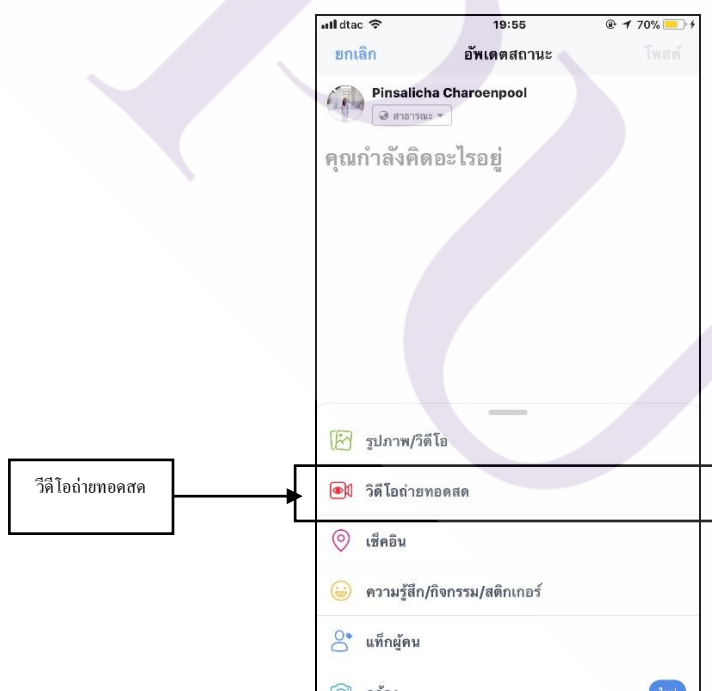 dtac 19:55 70%
ยกเลิก อัพเดตสถานะ โพสต์
Pinsalicha Charoenpool
สาธารณะ
คุณกำลังคิดอะไรอยู่
รูปภาพ/วิดีโอ
วีดีโอถ่ายทอดสด
วิดีโอถ่ายทอดสด
เช็คอิน
ความรู้สึก/กิจกรรม/สติกเกอร์
แท็กผู้คน